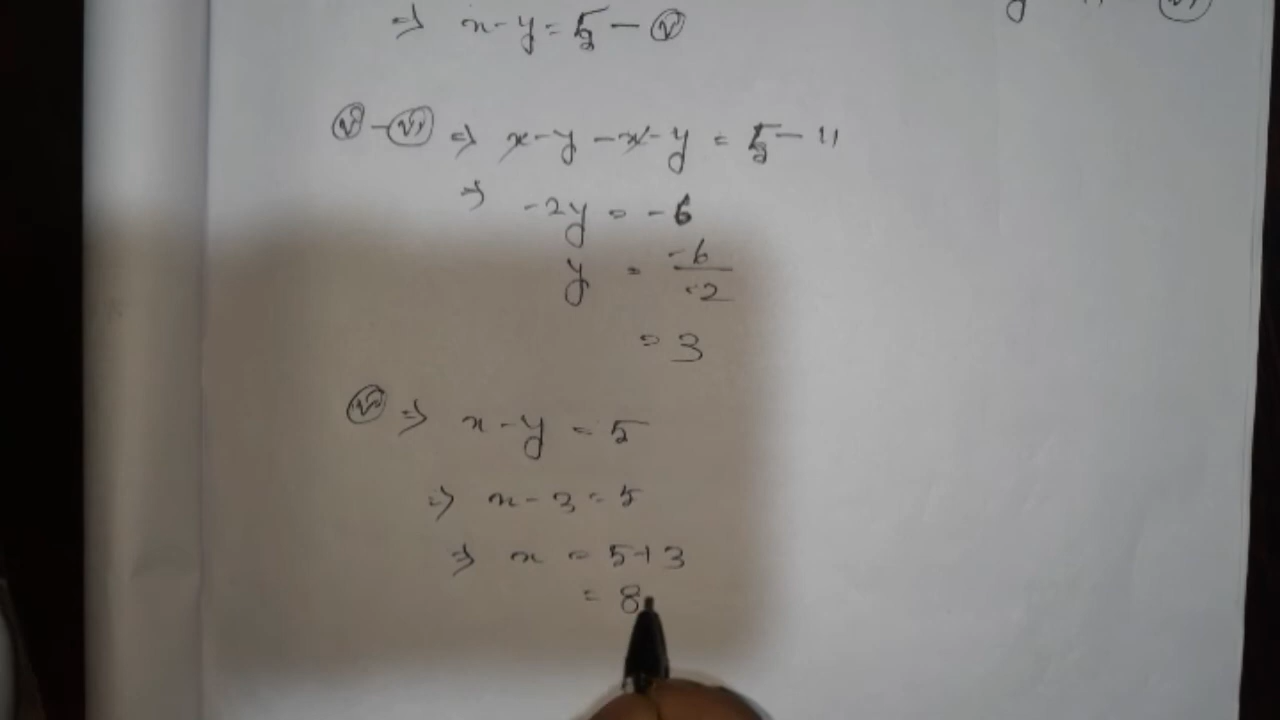 ⇒ x-y=5 — ⓥ
ⓥ - ⓥⓘ ⇒ x-y-x-y = 5-11
⇒ -2y = -6
y = -6/-2
= 3
ⓥ ⇒ x-y = 5
⇒ x-3=5
⇒ x = 5+3
= 8